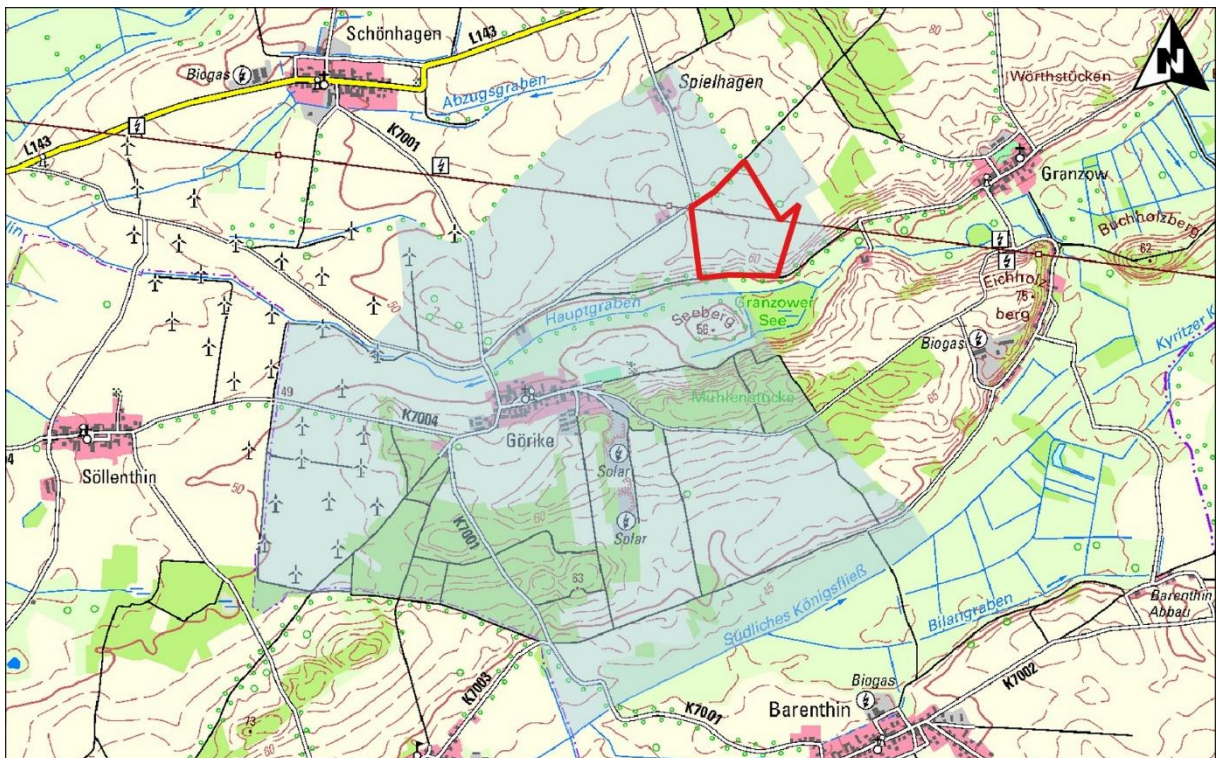 Schönhagen
L143
Biogas
Abzugsgraben
Spielhagen
Wörthstücken
N
80
60
L143
K7001
Granzow
Buchholzberg
62
80
60
Hauptgraben
Granzower
See
Seeberg
56
Eichholz
75
berg
Biogas
49
K7004
Görike
Mühlenstücke
Söllenthin
50
Solar
Solar
K7001
60
63
45
Südliches Königsfließ
Bilangraben
Barenthin
Abbau
73
60
K7003
K7001
Biogas
Barenthin
K7002